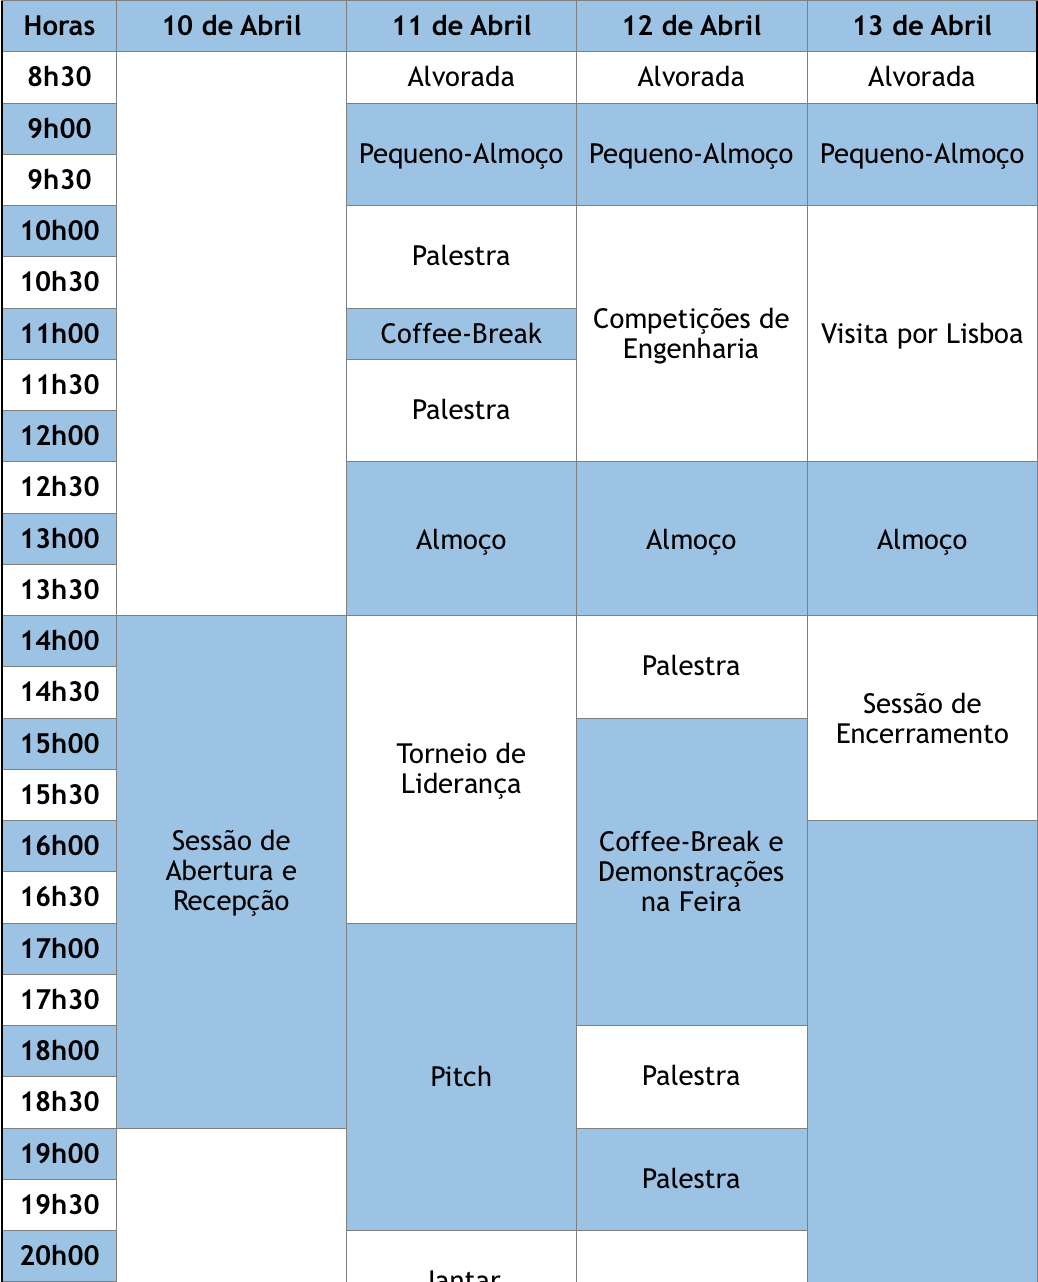 Horas 10 de Abril 11 de Abril 12 de Abril 13 de Abril
8h30 Alvorada Alvorada Alvorada
9h00
Pequeno-Almoço Pequeno-Almoço Pequeno-Almoço
9h30
10h00
Palestra
10h30
Competições de
Engenharia
Visita por Lisboa
11h00 Coffee-Break
11h30
Palestra
12h00
12h30
13h00 Almoço Almoço Almoço
13h30
14h00
Palestra
14h30
Sessão de
Encerramento
15h00
Torneio de
Liderança
15h30
Sessão de
Abertura e
Recepção
16h00
Coffee-Break e
Demonstrações
na Feira
16h30
17h00
17h30
18h00
Pitch Palestra
18h30
19h00
Palestra
19h30
20h00
Jantar